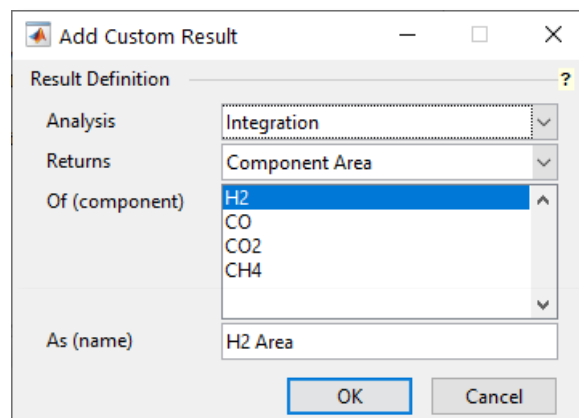 Add Custom Result
Result Definition ?
Analysis Integration
Returns Component Area
Of (component) H2
CO
CO2
CH4
As (name) H2 Area
OK Cancel